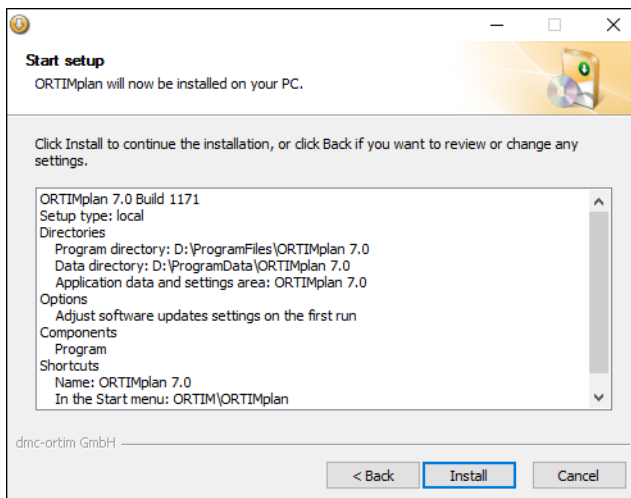 Start setup
ORTIMplan will now be installed on your PC.
Click Install to continue the installation, or click Back if you want to review or change any
settings.
ORTIMplan 7.0 Build 1171
Setup type: local
Directories
Program directory: D:\ProgramFiles\ORTIMplan 7.0
Data directory: D:\ProgramData\ORTIMplan 7.0
Application data and settings area: ORTIMplan 7.0
Options
Adjust software updates settings on the first run
Components
Program
Shortcuts
Name: ORTIMplan 7.0
In the Start menu: ORTIM\ORTIMplan
dmc-ortim GmbH
< Back Install Cancel